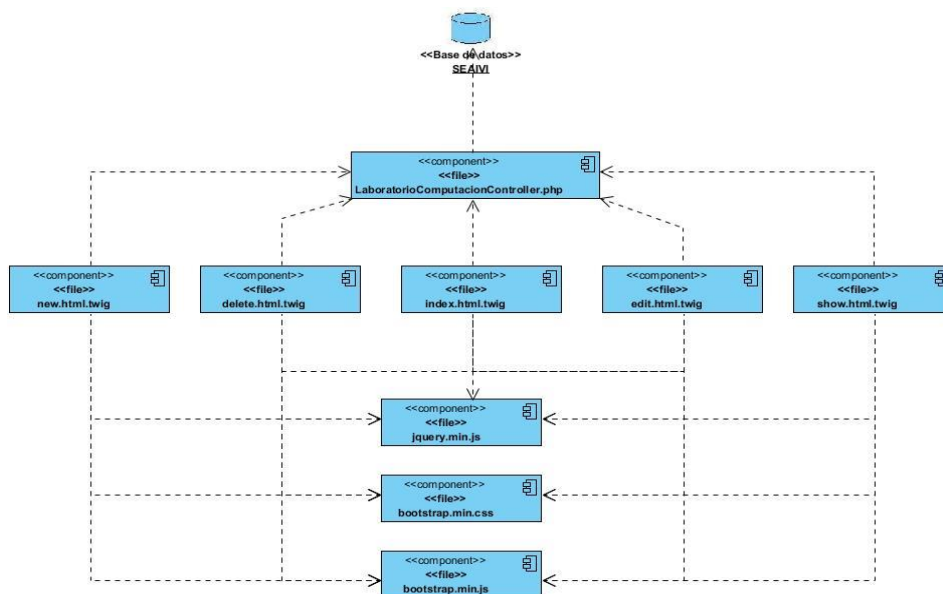 <<Base de datos>>
SEAIVI
<<component>>
<<file>>
LaboratorioComputacionController.php
<<component>>
<<file>>
new.html.twig
<<component>>
<<file>>
delete.html.twig
<<component>>
<<file>>
index.html.twig
<<component>>
<<file>>
edit.html.twig
<<component>>
<<file>>
show.html.twig
<<component>>
<<file>>
jquery.min.js
<<component>>
<<file>>
bootstrap.min.css
<<component>>
<<file>>
bootstrap.min.js